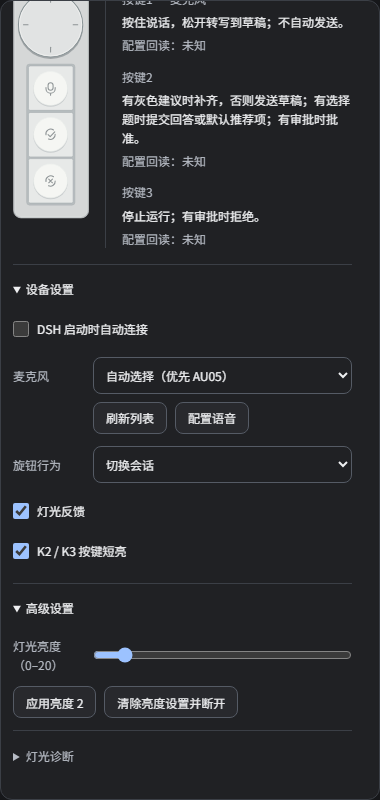 按住说话，松开转写到草稿；不自动发送。
配置回读：未知
按键2
有灰色建议时补齐，否则发送草稿；有选择
题时提交回答或默认推荐项；有审批时批
准。
配置回读：未知
按键3
停止运行；有审批时拒绝。
配置回读：未知
▼ 设备设置
DSH 启动时自动连接
麦克风
自动选择（优先 AU05）
刷新列表
配置语音
旋钮行为
切换会话
灯光反馈
K2 / K3 按键短亮
▼ 高级设置
灯光亮度
（0–20）
应用亮度 2
清除亮度设置并断开
▶ 灯光诊断